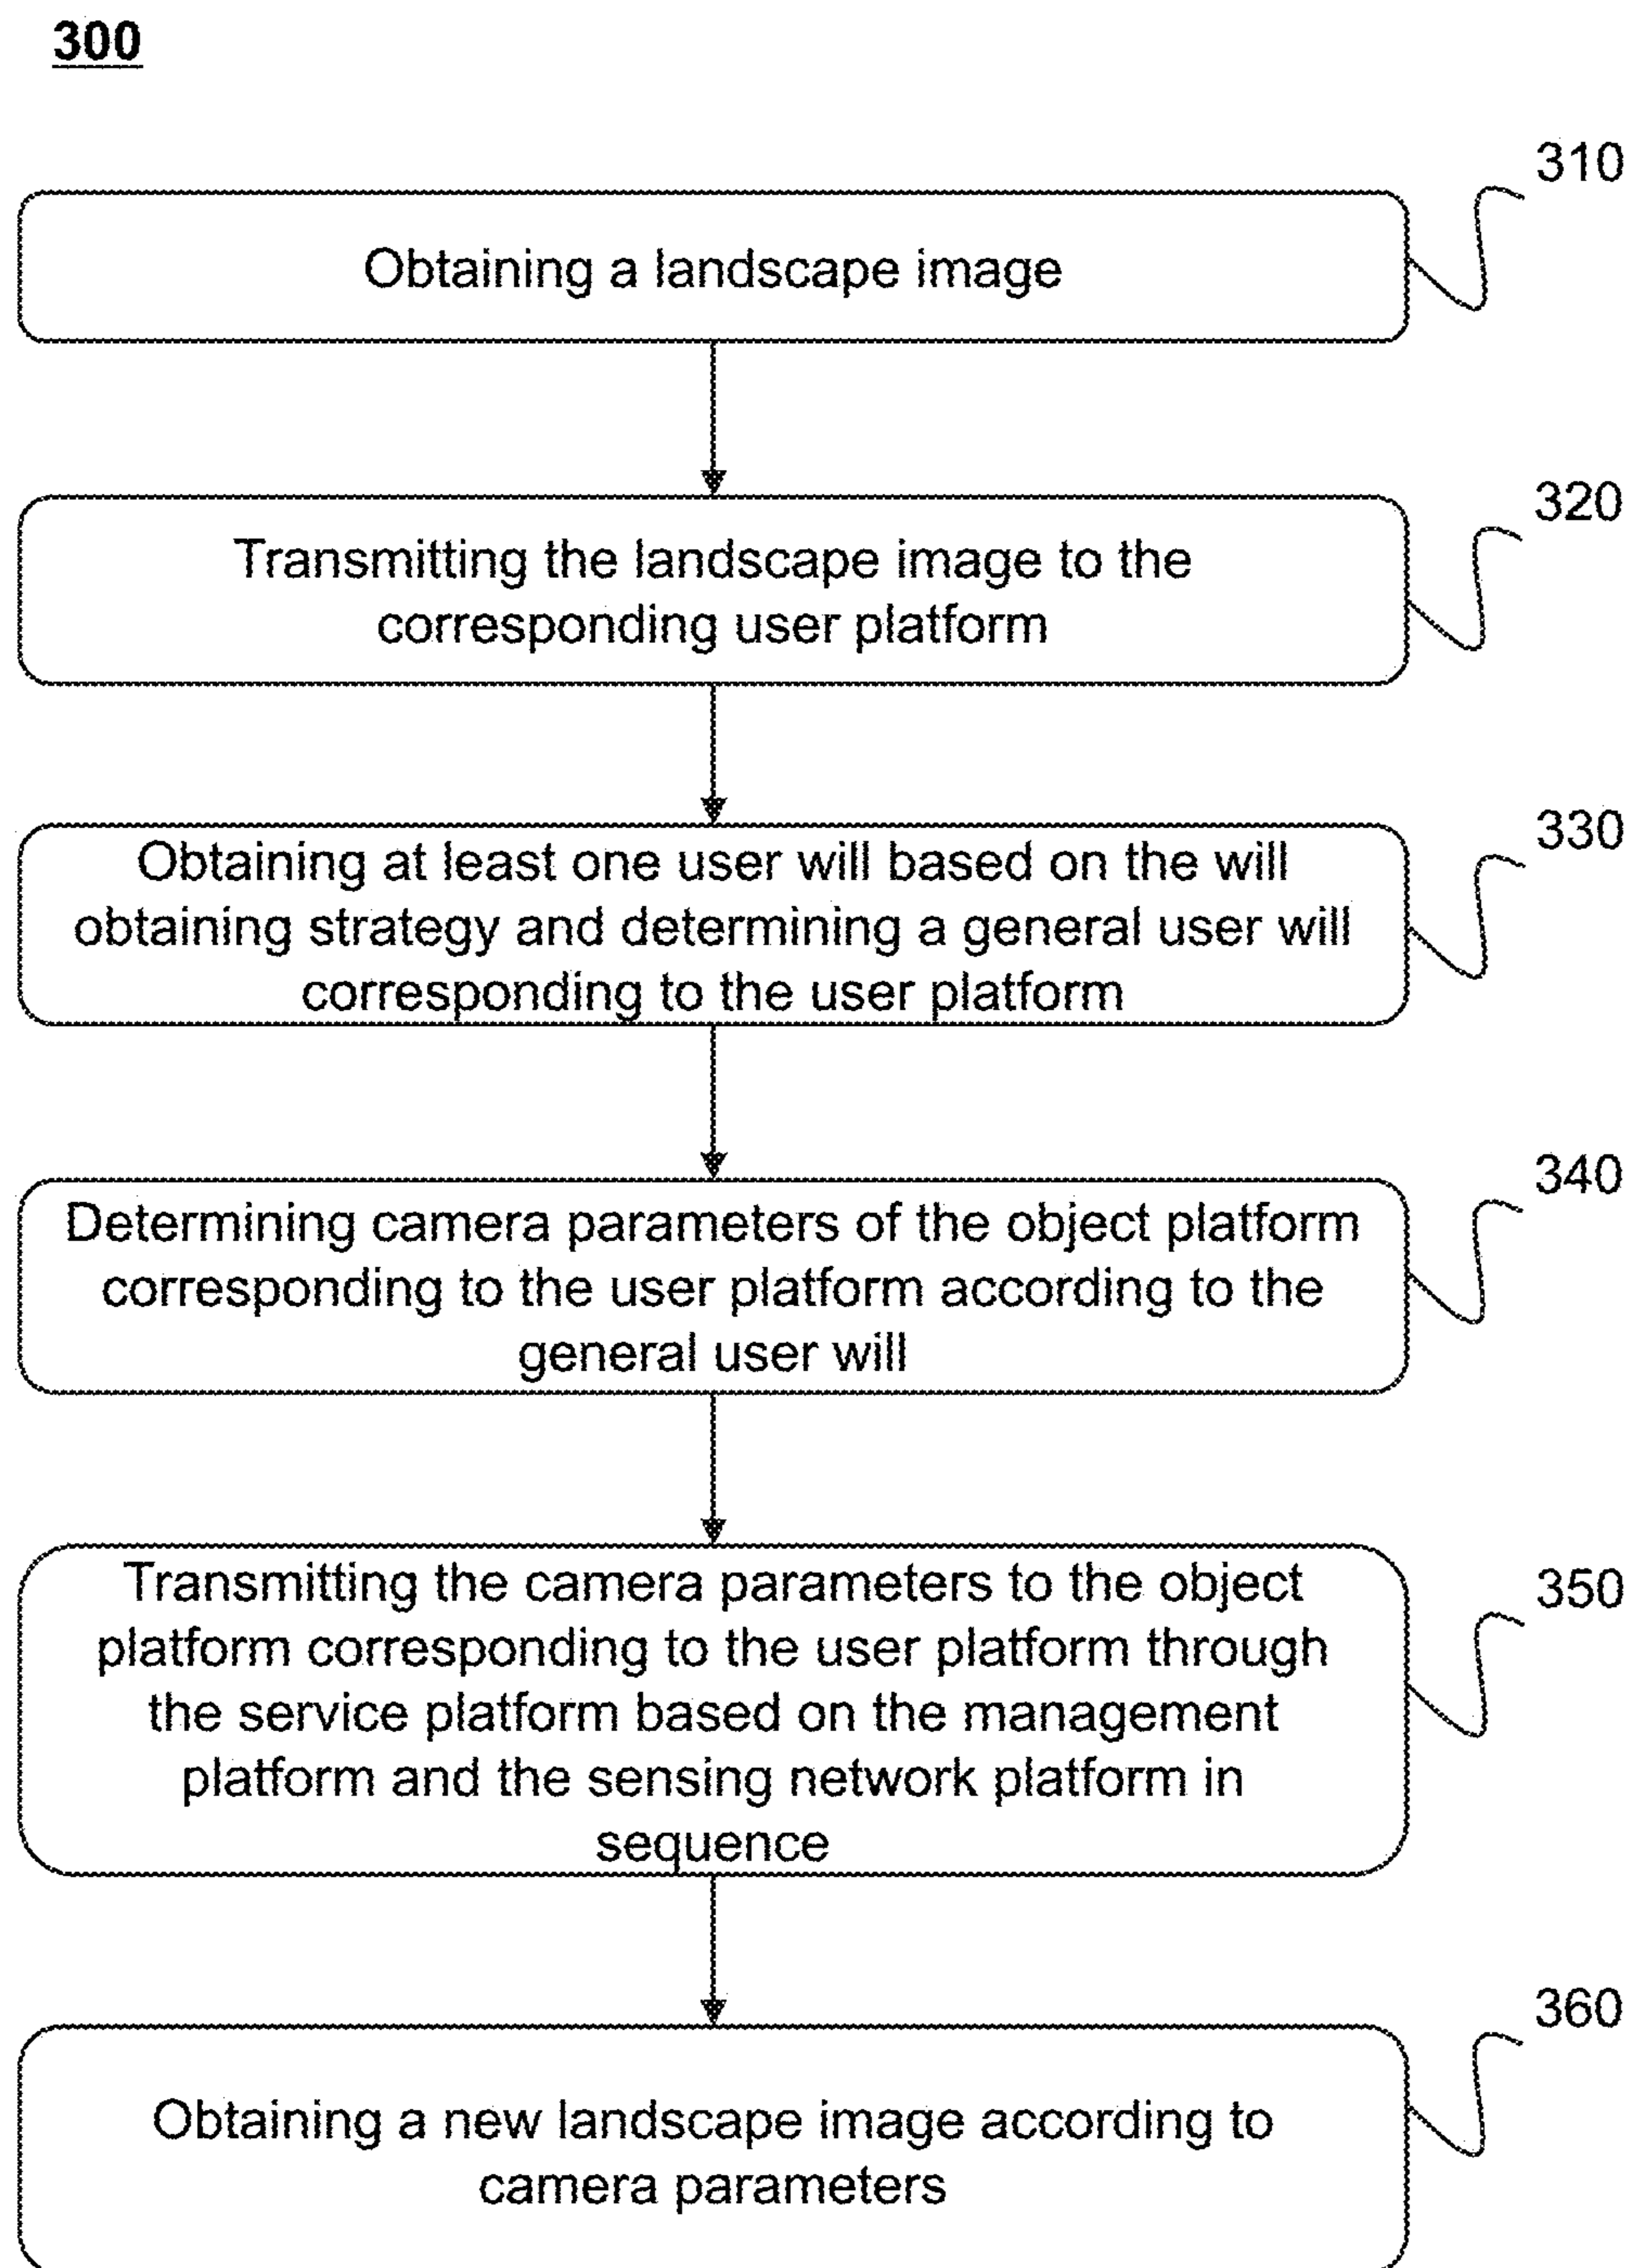 300
310
Obtaining a landscape image
320
Transmitting the landscape image to the
corresponding user platform
330
Obtaining at least one user will based on the will
obtaining strategy and determining a general user will
corresponding to the user platform
340
Determining camera parameters of the object platform
corresponding to the user platform according to the
general user will
350
Transmitting the camera parameters to the object
platform corresponding to the user platform through
the service platform based on the management
platform and the sensing network platform in
sequence
360
Obtaining a new landscape image according to
camera parameters